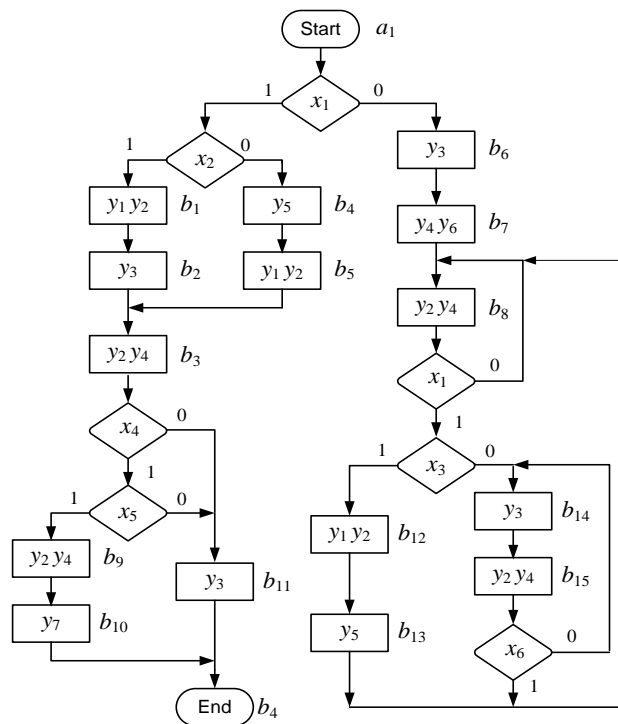 Start a₁
1 x₁ 0
1 x₂ 0
y₃ b₆
y₁ y₂ b₁
y₅ b₄
y₄ y₆ b₇
y₃ b₂
y₁ y₂ b₅
y₂ y₄ b₈
y₂ y₄ b₃
x₁ 0
1
x₄ 0
1
1 x₃ 0
1 x₅ 0
y₃ b₁₄
y₁ y₂ b₁₂
y₂ y₄ b₉
y₃ b₁₁
y₂ y₄ b₁₅
y₇ b₁₀
y₅ b₁₃
x₆ 0
1
End b₄